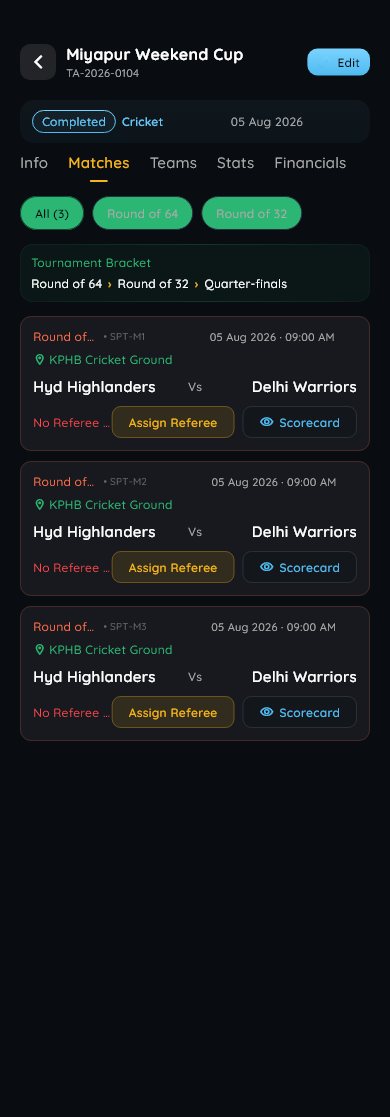 Miyapur Weekend Cup
TA-2026-0104
Edit
Completed Cricket 05 Aug 2026
Info Matches Teams Stats Financials
All (3) Round of 64 Round of 32
Tournament Bracket
Round of 64 › Round of 32 › Quarter-finals
Round of... • SPT-M1 05 Aug 2026 · 09:00 AM
KPHB Cricket Ground
Hyd Highlanders Vs Delhi Warriors
No Referee ... Assign Referee Scorecard
Round of... • SPT-M2 05 Aug 2026 · 09:00 AM
KPHB Cricket Ground
Hyd Highlanders Vs Delhi Warriors
No Referee ... Assign Referee Scorecard
Round of... • SPT-M3 05 Aug 2026 · 09:00 AM
KPHB Cricket Ground
Hyd Highlanders Vs Delhi Warriors
No Referee ... Assign Referee Scorecard